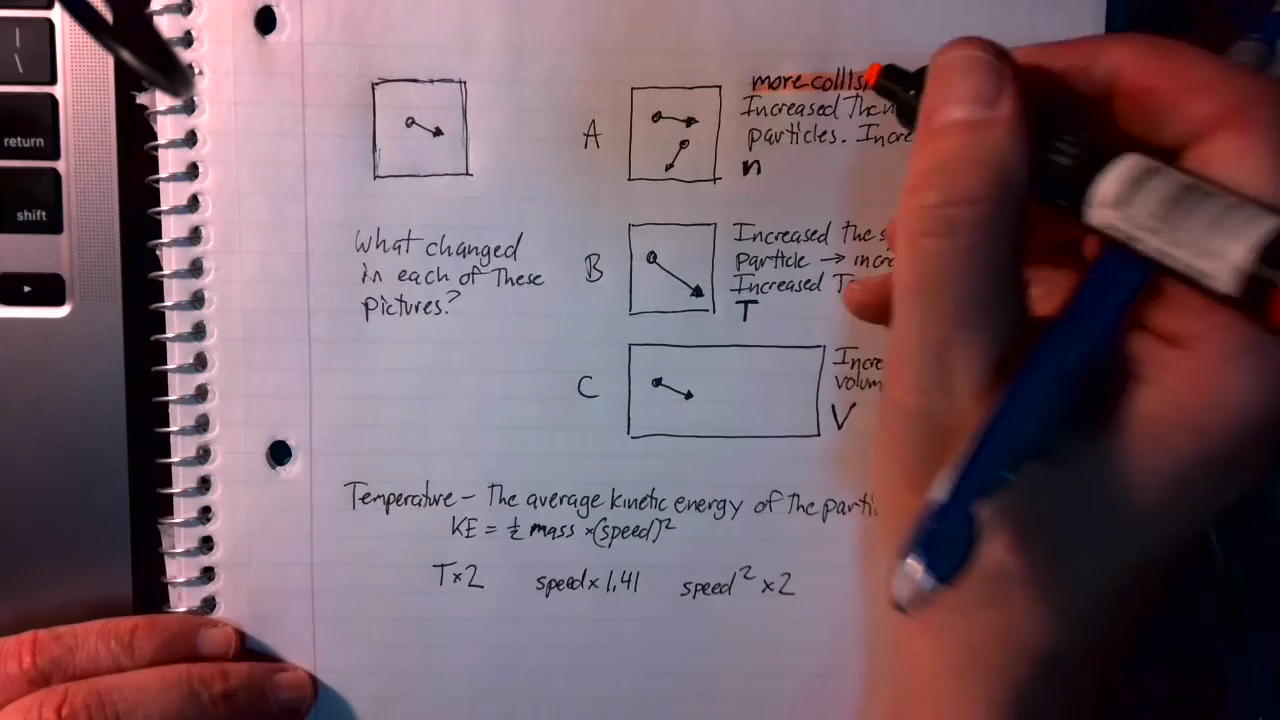 more collis
Increased the
particles. Incre
n
A
What changed
in each of these
pictures?
Increased the s
particle → incre
Increased T
T
B
Incre
volum
V
C
Temperature – The average kinetic energy of the parti
KE = ½ mass × (speed)²
T×2 speed×1.41 speed² ×2
|
\
return
shift